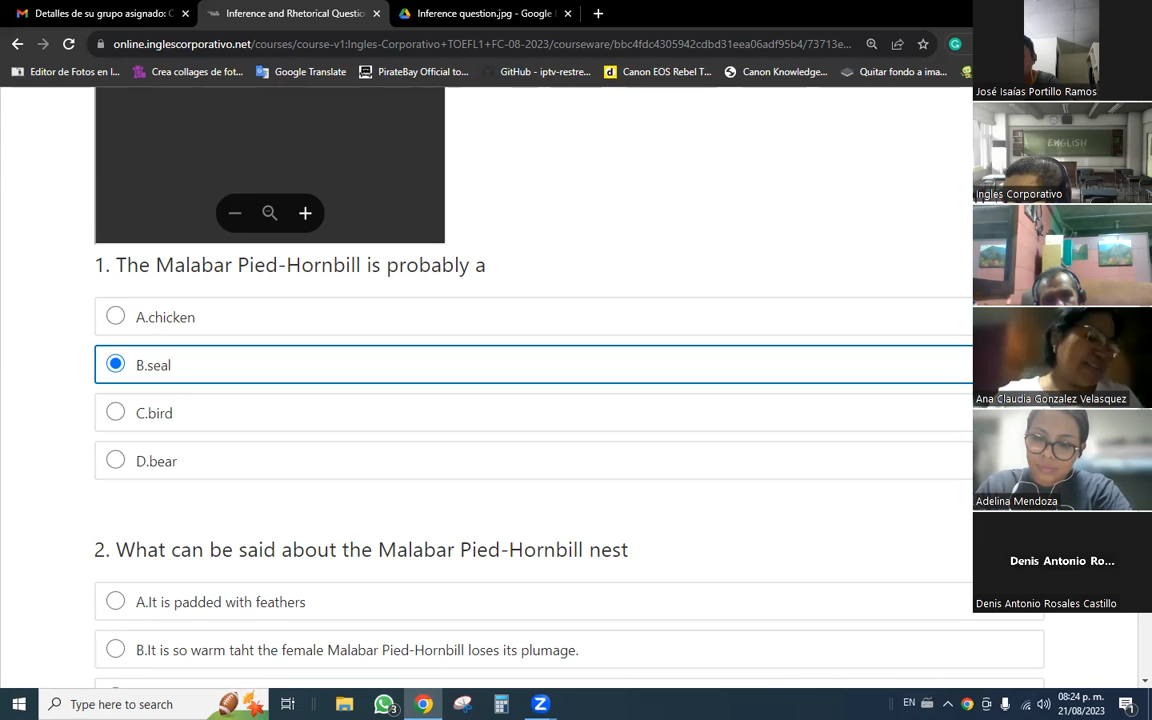 Detalles de su grupo asignado: C
Inference and Rhetorical Questio
Inference question.jpg - Google
online.inglescorporativo.net/courses/course-v1:Ingles-Corporativo+TOEFL1+FC-08-2023/courseware/bbc4fdc4305942cdbd31eea06adf95b4/73713e...
Editor de Fotos en l...
Crea collages de fot...
Google Translate
PirateBay Official to...
GitHub - iptv-restre...
Canon EOS Rebel T...
Canon Knowledge...
Quitar fondo a ima...
José Isaías Portillo Ramos
ENGLISH
Ingles Corporativo
Ana Claudia Gonzalez Velasquez
Adelina Mendoza
Denis Antonio Ro...
Denis Antonio Rosales Castillo
1. The Malabar Pied-Hornbill is probably a
A.chicken
B.seal
C.bird
D.bear
2. What can be said about the Malabar Pied-Hornbill nest
A.It is padded with feathers
B.It is so warm taht the female Malabar Pied-Hornbill loses its plumage.
Type here to search
3
EN
08:24 p. m.
21/08/2023
1